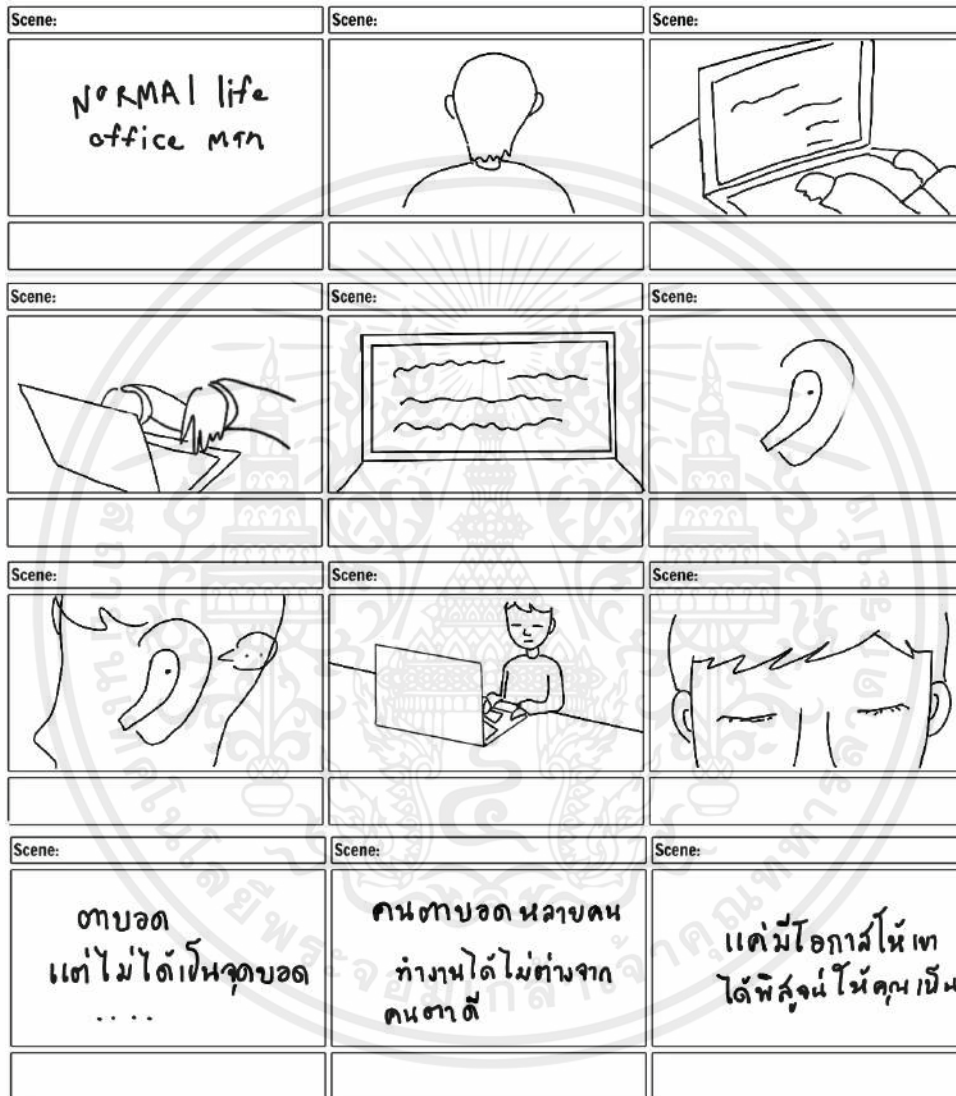 Scene:
Scene:
Scene:
NORMAl life
office man
Scene:
Scene:
Scene:
Scene:
Scene:
Scene:
Scene:
Scene:
Scene:
ตาบอด
แต่ไม่ได้เป็นจุดบอด
....
คนตาบอดหลายคน
ทำงานได้ไม่ต่างจาก
คนตาดี
แค่มีโอกาสให้เขา
ได้พิสูจน์ให้คุณเห็น